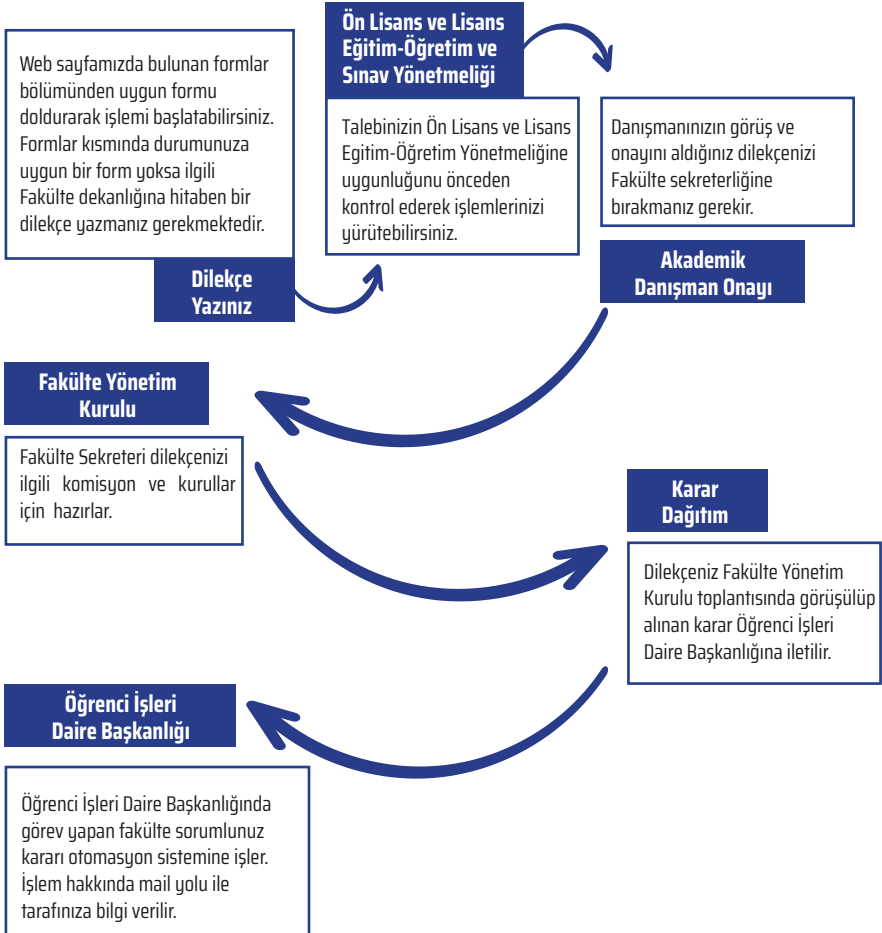 Web sayfamızda bulunan formlar
bölümünden uygun formu
doldurarak işlemi başlatabilirsiniz.
Formlar kısmında durumunuza
uygun bir form yoksa ilgili
Fakülte dekanlığına hitaben bir
dilekçe yazmanız gerekmektedir.
Dilekçe
Yazınız
Ön Lisans ve Lisans
Eğitim-Öğretim ve
Sınav Yönetmeliği
Talebinizin Ön Lisans ve Lisans
Egitim-Öğretim Yönetmeliğine
uygunluğunu önceden
kontrol ederek işlemlerinizi
yürütebilirsiniz.
Danışmanınızın görüş ve
onayını aldığınız dilekçenizi
Fakülte sekreterliğine
bırakmanız gerekir.
Akademik
Danışman Onayı
Fakülte Yönetim
Kurulu
Fakülte Sekreteri dilekçenizi
ilgili komisyon ve kurullar
için hazırlar.
Karar
Dağıtım
Dilekçeniz Fakülte Yönetim
Kurulu toplantısında görüşülüp
alınan karar Öğrenci İşleri
Daire Başkanlığına iletilir.
Öğrenci İşleri
Daire Başkanlığı
Öğrenci İşleri Daire Başkanlığında
görev yapan fakülte sorumlunuz
kararı otomasyon sistemine işler.
İşlem hakkında mail yolu ile
tarafınıza bilgi verilir.